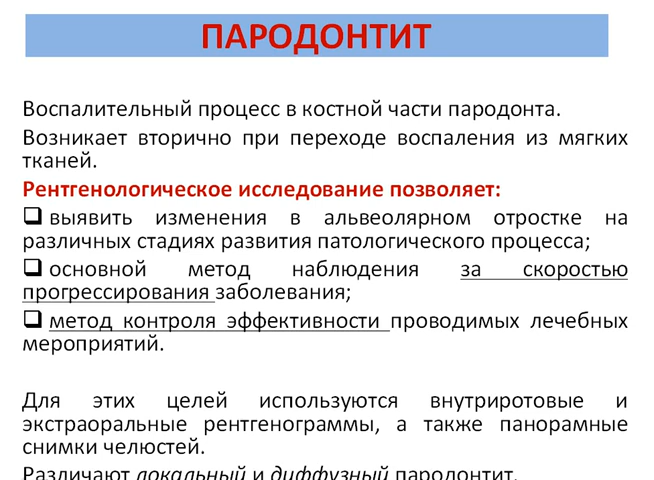 ПАРОДОНТИТ
Воспалительный процесс в костной части пародонта.
Возникает вторично при переходе воспаления из мягких
тканей.
Рентгенологическое исследование позволяет:
выявить изменения в альвеолярном отростке на
различных стадиях развития патологического процесса;
основной метод наблюдения за скоростью
прогрессирования заболевания;
метод контроля эффективности проводимых лечебных
мероприятий.
Для этих целей используются внутриротовые и
экстраоральные рентгенограммы, а также панорамные
снимки челюстей.
Различают локальный и диффузный пародонтит.